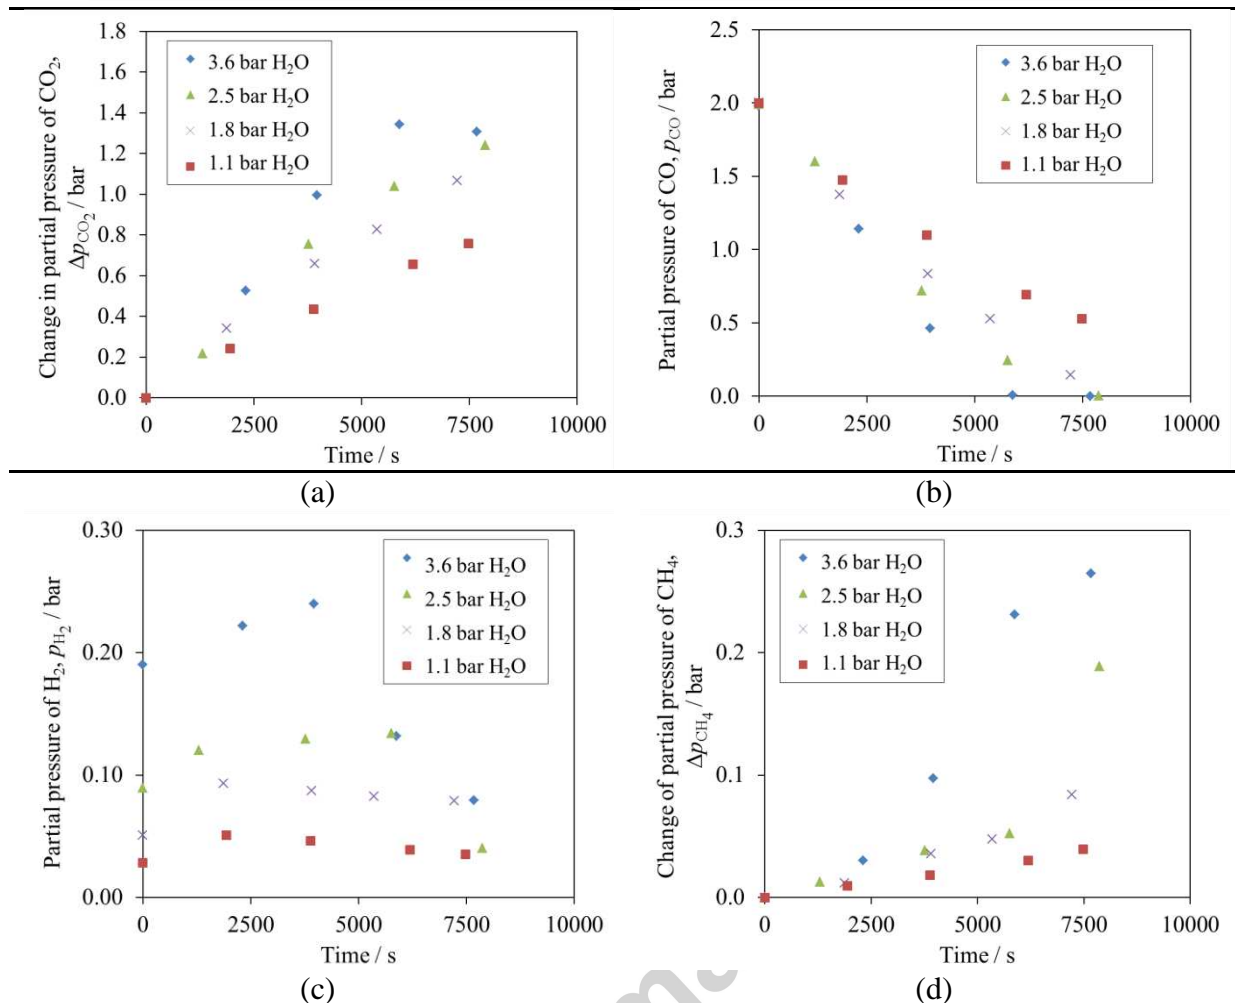 1.8
1.6
1.4
1.2
1.0
0.8
0.6
0.4
0.2
0.0
Change in partial pressure of CO₂,
Δp_CO₂ / bar
3.6 bar H₂O
2.5 bar H₂O
1.8 bar H₂O
1.1 bar H₂O
0 2500 5000 7500 10000
Time / s
(a)
2.5
2.0
1.5
1.0
0.5
0.0
Partial pressure of CO, p_CO / bar
3.6 bar H₂O
2.5 bar H₂O
1.8 bar H₂O
1.1 bar H₂O
0 2500 5000 7500 10000
Time / s
(b)
0.30
0.20
0.10
0.00
Partial pressure of H₂, p_H₂ / bar
3.6 bar H₂O
2.5 bar H₂O
1.8 bar H₂O
1.1 bar H₂O
0 2500 5000 7500 10000
Time / s
(c)
0.3
0.2
0.1
0.0
Change of partial pressure of CH₄,
Δp_CH₄ / bar
3.6 bar H₂O
2.5 bar H₂O
1.8 bar H₂O
1.1 bar H₂O
0 2500 5000 7500 10000
Time / s
(d)